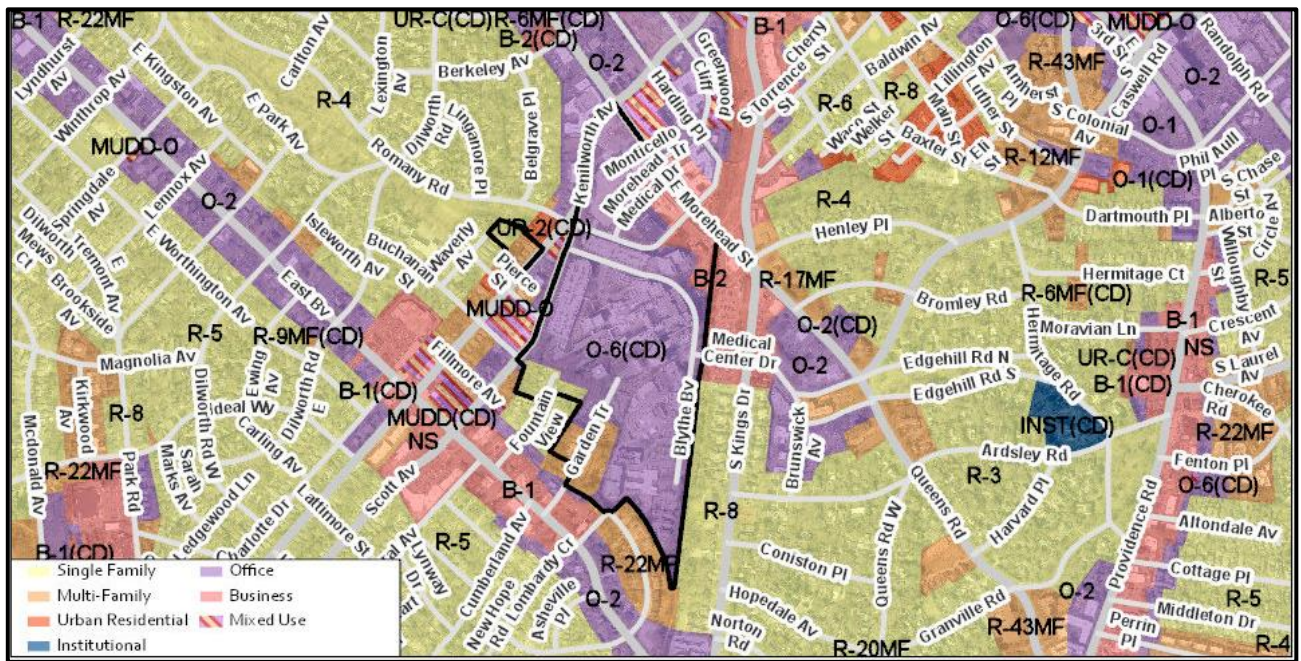 B-1
R-22MF
UR-C(CD)
R-6MF(CD)
B-2(CD)
B-1
O-6(CD)
MUDD-O
Lyndhurst
Av
Winthrop Av
E Kingston Av
Carlton Av
Lexington
Av
Berkeley Av
O-2
Greenwood
Cliff
Harding Pl
S Torrence
St
Cherry
St
Baldwin Av
Lillington
Av
3rd St
Caswell Rd
Randolph Rd
R-43MF
O-2
E Park Av
R-4
Dilworth
Rd
Lingamore Pl
Belgrave Pl
Kenilworth Av
Monticello
Tr
Morehead
Medical Dr
E Morehead St
R-6
R-8
Waco St
Welker
St
Main St
Baxter St
Luther St
Eli
St
Amherst
Pl
S Colonial
Av
O-1
R-12MF
Phil Aull
Pl
O-1(CD)
S Chase
St
MUDD-O
Romany Rd
Springdale
Av
Lennox Av
O-2
R-4
Dartmouth Pl
Alberto
St
Circle Av
Dilworth
Mews
Ct
Tremont Av
E Worthington Av
Isleworth Av
Buchanan
St
Waverly
Av
UR-2(CD)
Pierce
St
Henley Pl
Willoughby
St
Brookside
Av
East Bv
MUDD-O
B-2
R-17MF
Bromley Rd
Hermitage Ct
R-6MF(CD)
R-5
Magnolia Av
R-5
R-9MF(CD)
Fillmore Av
O-6(CD)
Medical
Center Dr
O-2(CD)
O-2
Moravian Ln
B-1
NS
Crescent
Av
Ewing
Av
Dilworth Rd
E
B-1(CD)
Edgehill Rd N
Edgehill Rd S
Hermitage Rd
UR-C(CD)
B-1(CD)
S Laurel
Av
Kirkwood
Av
R-8
Ideal Wy
MUDD(CD)
NS
Fountain
View
Garden Tr
Blythe Bv
S Kings Dr
Brunswick
Av
INST(CD)
Cherokee
Rd
R-22MF
Mcdonald Av
Dilworth Rd W
Carling Av
Ardsley Rd
R-22MF
Park Rd
Sarah
Marks Av
Scott Av
B-1
Queens Rd
R-3
Fenton Pl
O-6(CD)
Ledgewood Ln
Charlotte Dr
Lattimore St
R-8
Harvard Pl
Providence Rd
Altondale Av
B-1(CD)
R-5
Lynway
Cumberland Av
Lombardy Cr
R-22MF
Coniston Pl
Queens Rd W
Cottage Pl
New Hope
Rd
Asheville
Pl
O-2
Hopedale Av
Granville Rd
O-2
R-5
Middleton Dr
Norton
Rd
R-20MF
R-43MF
Perrin
Pl
R-4
Single Family
Office
Multi-Family
Business
Urban Residential
Mixed Use
Institutional